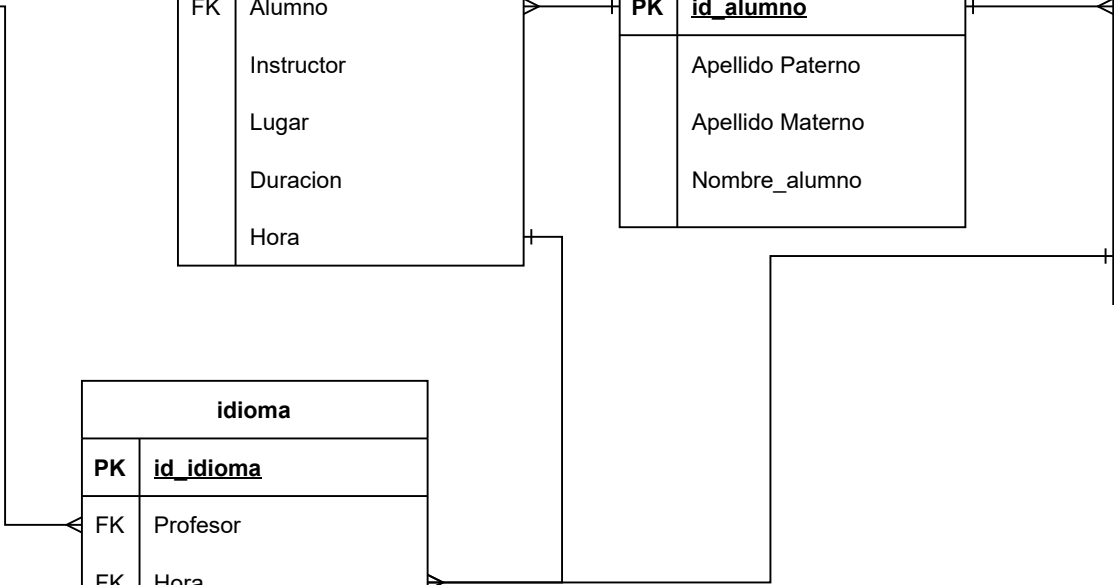 FK Alumno
Instructor
Lugar
Duracion
Hora
PK id_alumno
Apellido Paterno
Apellido Materno
Nombre_alumno
idioma
PK id_idioma
FK Profesor
FK Hora